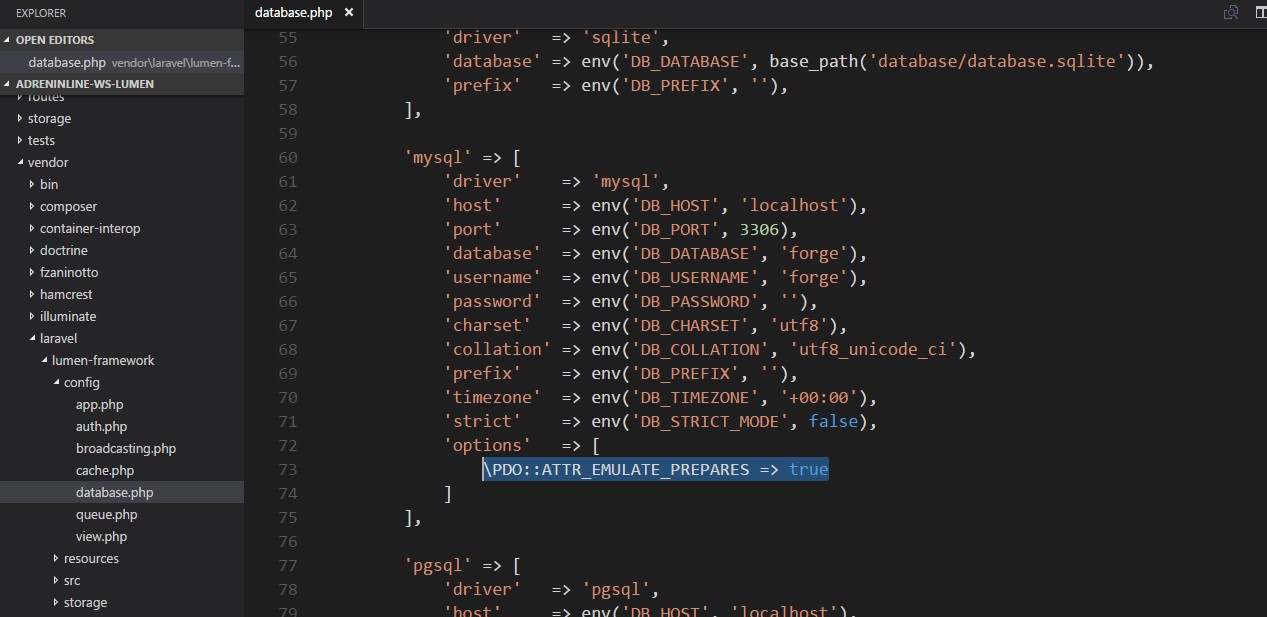 EXPLORER
OPEN EDITORS
database.php vendor\laravel\lumen-f...
ADRENINLINE-WS-LUMEN
routes
storage
tests
vendor
bin
composer
container-interop
doctrine
fzaninotto
hamcrest
illuminate
laravel
lumen-framework
config
app.php
auth.php
broadcasting.php
cache.php
database.php
queue.php
view.php
resources
src
storage
database.php ×
55 'driver' => 'sqlite',
56 'database' => env('DB_DATABASE', base_path('database/database.sqlite')),
57 'prefix' => env('DB_PREFIX', ''),
58 ],
59
60 'mysql' => [
61 'driver' => 'mysql',
62 'host' => env('DB_HOST', 'localhost'),
63 'port' => env('DB_PORT', 3306),
64 'database' => env('DB_DATABASE', 'forge'),
65 'username' => env('DB_USERNAME', 'forge'),
66 'password' => env('DB_PASSWORD', ''),
67 'charset' => env('DB_CHARSET', 'utf8'),
68 'collation' => env('DB_COLLATION', 'utf8_unicode_ci'),
69 'prefix' => env('DB_PREFIX', ''),
70 'timezone' => env('DB_TIMEZONE', '+00:00'),
71 'strict' => env('DB_STRICT_MODE', false),
72 'options' => [
73 \PDO::ATTR_EMULATE_PREPARES => true
74 ]
75 ],
76
77 'pgsql' => [
78 'driver' => 'pgsql',
79 'host' => env('DB_HOST', 'localhost'),